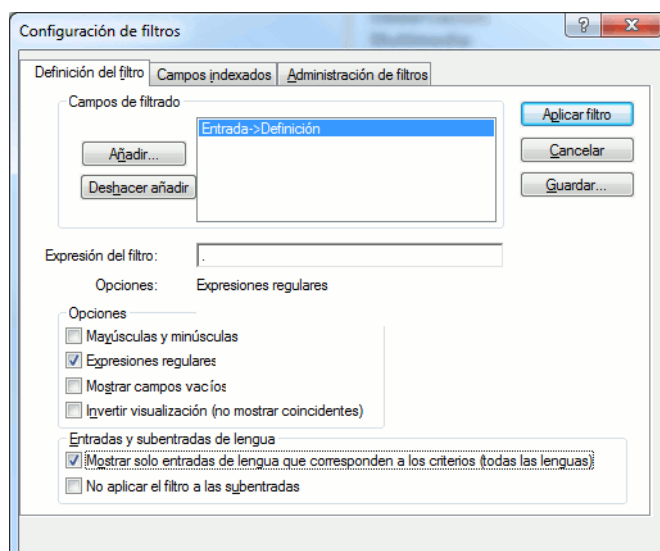 Configuración de filtros
Definición del filtro
Campos indexados
Administración de filtros
Campos de filtrado
Entrada->Definición
Añadir...
Deshacer añadir
Aplicar filtro
Cancelar
Guardar...
Expresión del filtro:
.
Opciones:
Expresiones regulares
Opciones
Mayúsculas y minúsculas
Expresiones regulares
Mostrar campos vacíos
Invertir visualización (no mostrar coincidentes)
Entradas y subentradas de lengua
Mostrar solo entradas de lengua que corresponden a los criterios (todas las lenguas)
No aplicar el filtro a las subentradas